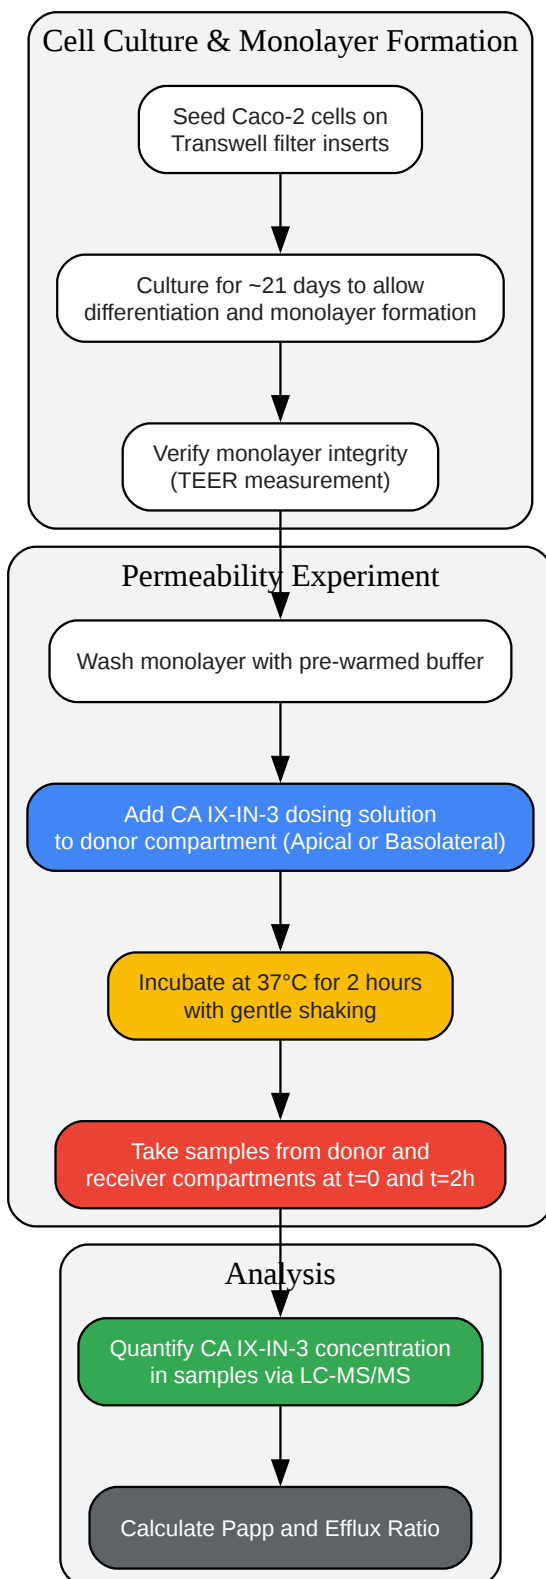 Cell Culture & Monolayer Formation
Seed Caco-2 cells on
Transwell filter inserts
Culture for ~21 days to allow
differentiation and monolayer formation
Verify monolayer integrity
(TEER measurement)
Permeability Experiment
Wash monolayer with pre-warmed buffer
Add CA IX-IN-3 dosing solution
to donor compartment (Apical or Basolateral)
Incubate at 37°C for 2 hours
with gentle shaking
Take samples from donor and
receiver compartments at t=0 and t=2h
Analysis
Quantify CA IX-IN-3 concentration
in samples via LC-MS/MS
Calculate Papp and Efflux Ratio